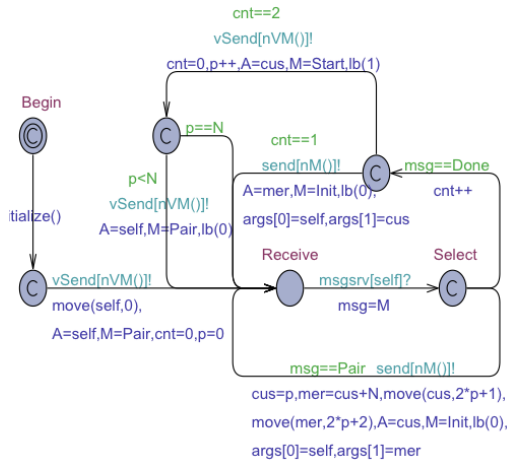 cnt==2
vSend[nVM()]!
cnt=0,p++,A=cus,M=Start,lb(1)
Begin
C
C
p==N
cnt==1
send[nM()]!
A=mer,M=Init,lb(0),
args[0]=self,args[1]=cus
C
msg==Done
cnt++
p<N
vSend[nVM()]!
A=self,M=Pair,lb(0)
itialize()
Receive
Select
C
vSend[nVM()]!
move(self,0),
A=self,M=Pair,cnt=0,p=0
msgsrv[self]?
msg=M
C
msg==Pair send[nM()]!
cus=p,mer=cus+N,move(cus,2*p+1),
move(mer,2*p+2),A=cus,M=Init,lb(0),
args[0]=self,args[1]=mer